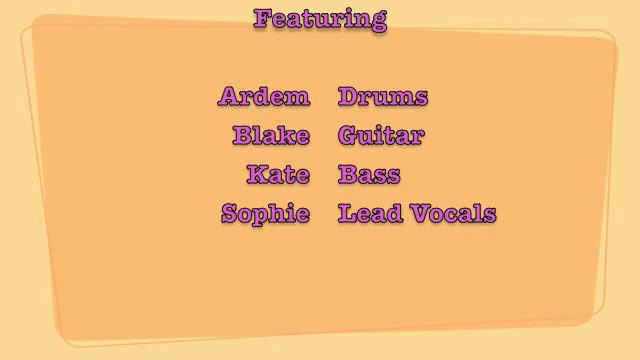 Featuring
Ardem Drums
Blake Guitar
Kate Bass
Sophie Lead Vocals